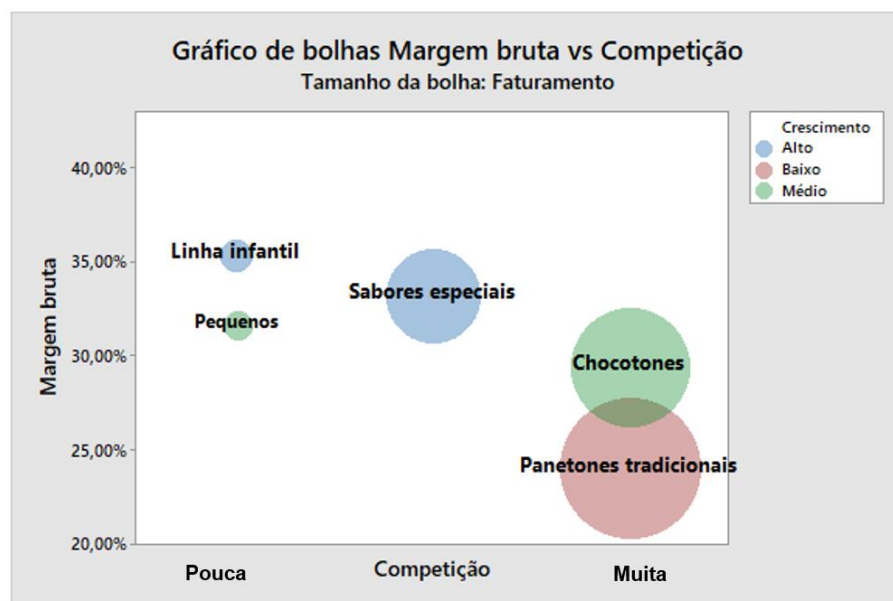 Gráfico de bolhas Margem bruta vs Competição
Tamanho da bolha: Faturamento
Crescimento
Alto
Baixo
Médio
Margem bruta
40,00%
35,00%
30,00%
25,00%
20,00%
Linha infantil
Pequenos
Sabores especiais
Chocotones
Panetones tradicionais
Pouca
Competição
Muita